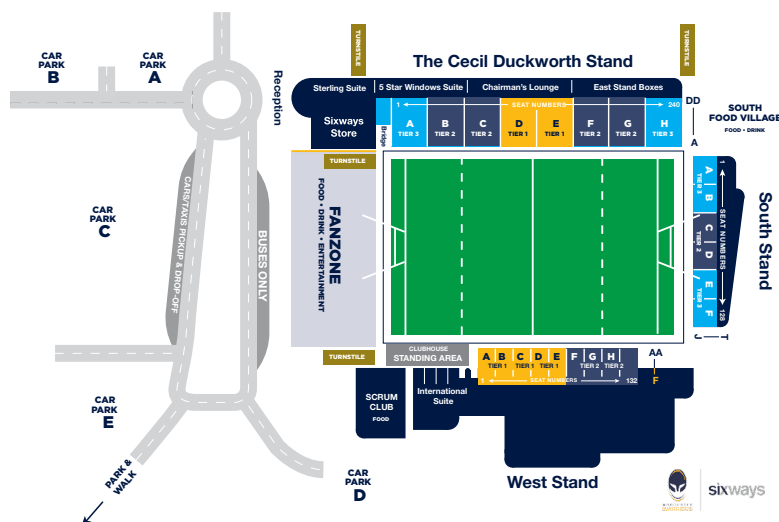 CAR
PARK
B
CAR
PARK
A
TURNSTILE
The Cecil Duckworth Stand
TURNSTILE
Reception
Sterling Suite
5 Star Windows Suite
Chairman's Lounge
East Stand Boxes
1
SEAT NUMBERS
240
DD
A
SOUTH
FOOD VILLAGE
FOOD • DRINK
Sixways
Store
Bridge
A
TIER 3
B
TIER 2
C
TIER 2
D
TIER 1
E
TIER 1
F
TIER 2
G
TIER 2
H
TIER 3
TURNSTILE
FANZONE
FOOD • DRINK • ENTERTAINMENT
CAR
PARK
C
CARS/TAXIS PICKUP & DROP-OFF
BUSES ONLY
A
B
TIER 3
C
D
TIER 2
E
F
TIER 3
1
SEAT NUMBERS
128
South Stand
T
J
TURNSTILE
CLUBHOUSE
STANDING AREA
A
B
TIER 1
C
D
TIER 1
E
TIER 1
F
G
TIER 2
H
TIER 2
1
SEAT NUMBERS
132
AA
F
CAR
PARK
E
SCRUM
CLUB
FOOD
International
Suite
PARK &
WALK
CAR
PARK
D
West Stand
sixways